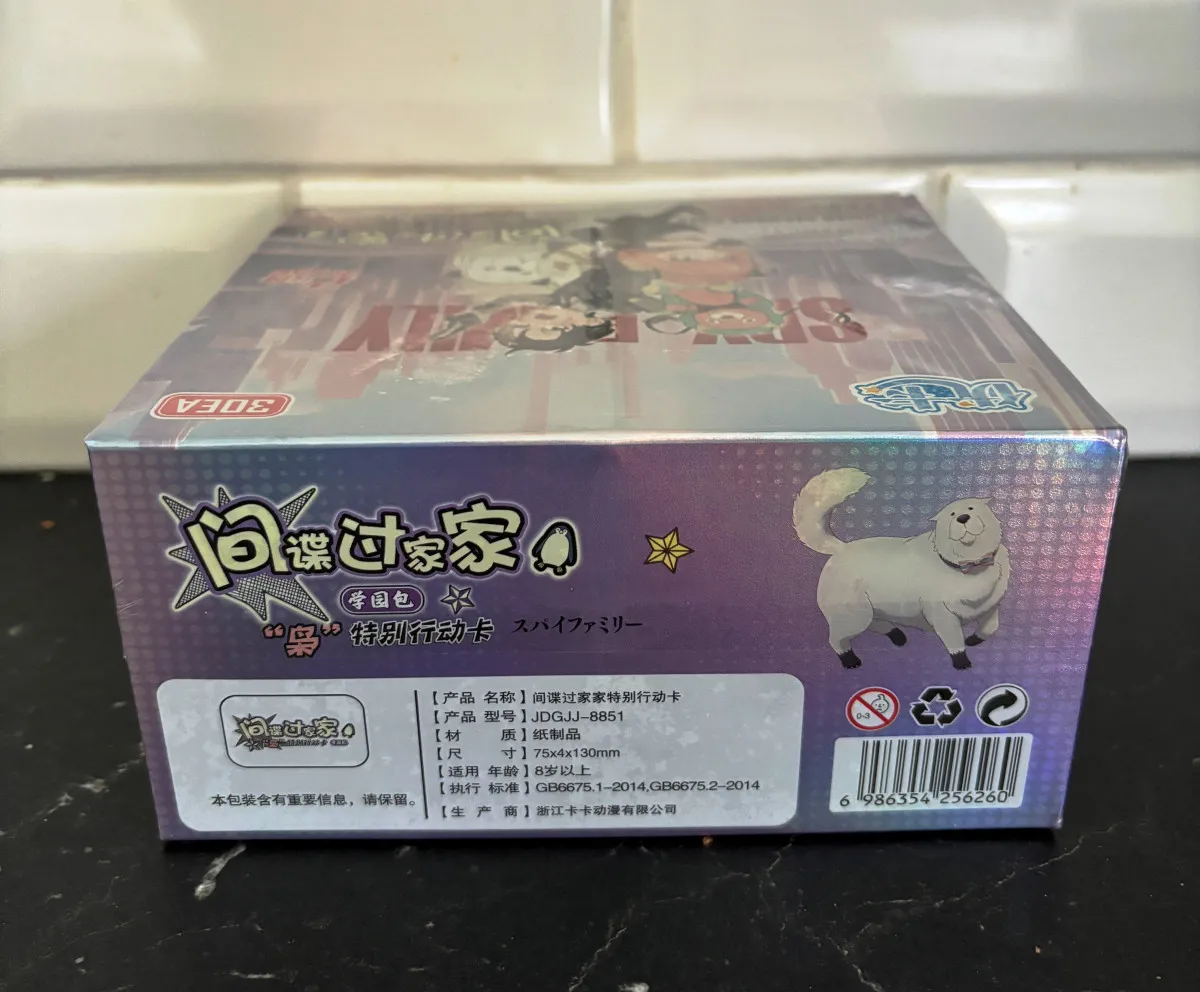 SPY FAMILY
30EA
间谍过家家
学园包
“枭”特别行动卡 スパイファミリー
间谍过家家
本包装含有重要信息,请保留。
【产品 名称】间谍过家家特别行动卡
【产品 型号】JDGJJ-8851
【材 质】纸制品
【尺 寸】75x4x130mm
【适用 年龄】8岁以上
【执行 标准】GB6675.1-2014,GB6675.2-2014
【生 产 商】浙江卡卡动漫有限公司
0-3
6 986354 256260